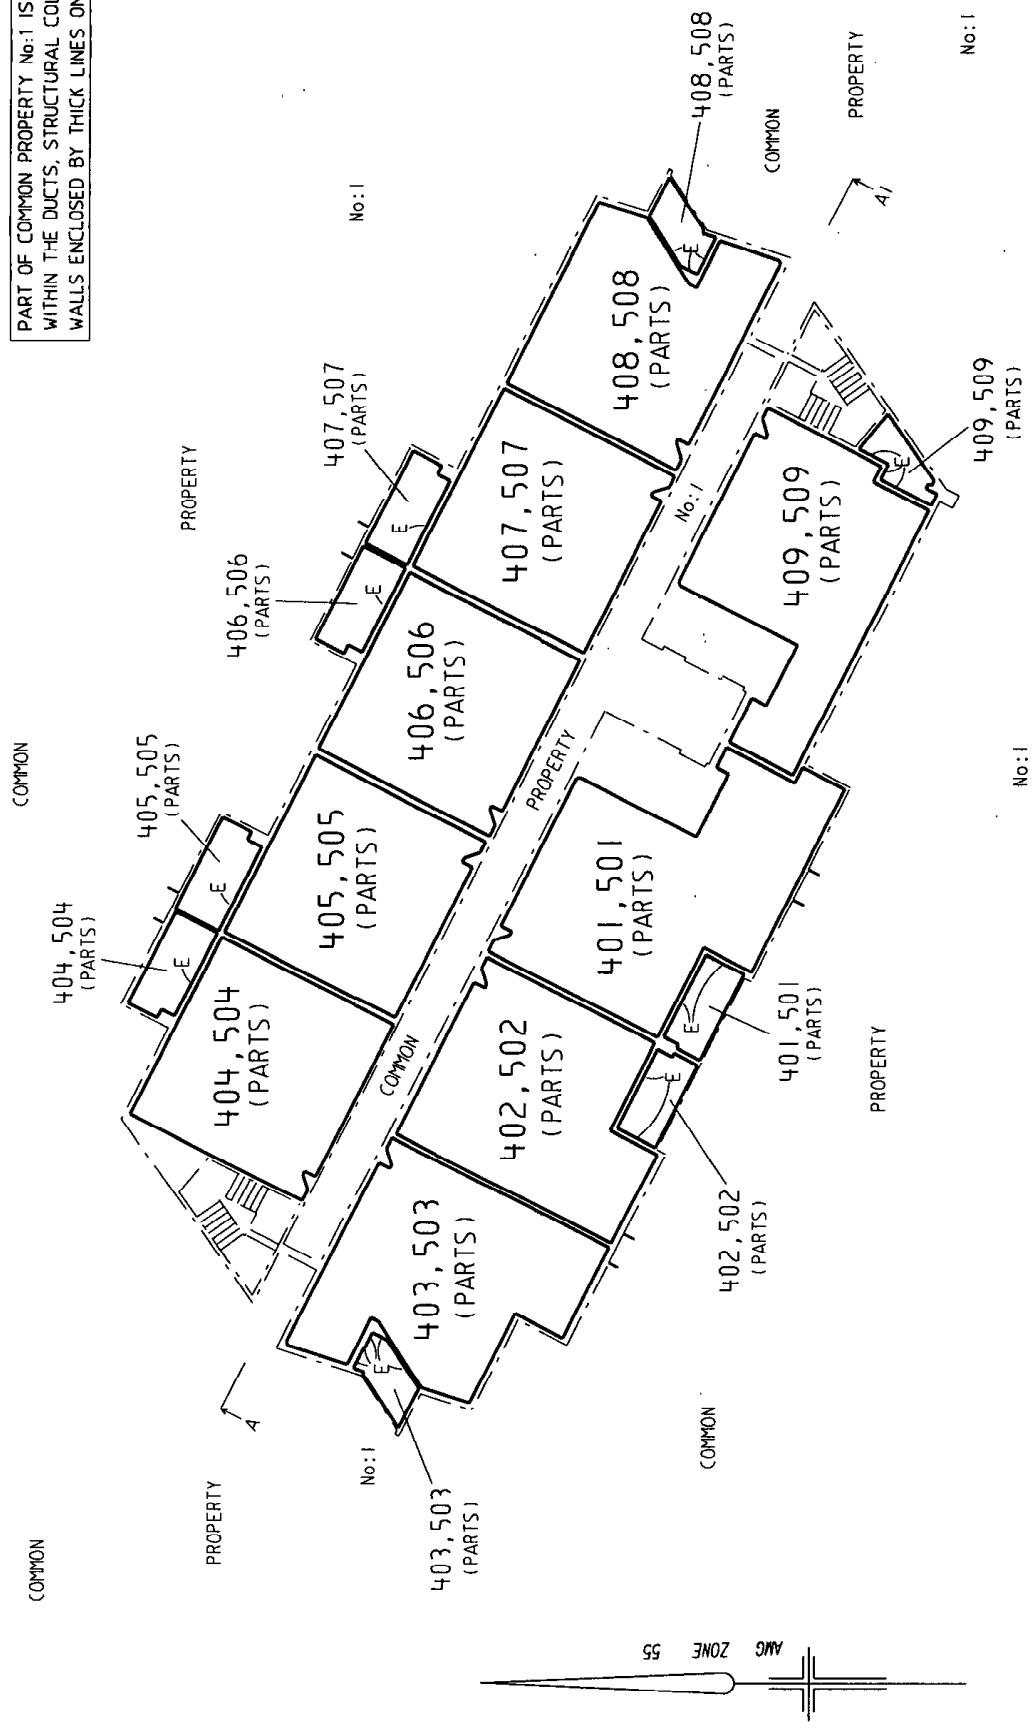 PART OF COMMON PROPERTY No:1 IS
WITHIN THE DUCTS, STRUCTURAL COL
WALLS ENCLOSED BY THICK LINES ON
COMMON
PROPERTY
No:1
COMMON
PROPERTY
No:1
404,504
(PARTS)
405,505
(PARTS)
406,506
(PARTS)
407,507
(PARTS)
E
E
E
E
404,504
(PARTS)
405,505
(PARTS)
406,506
(PARTS)
407,507
(PARTS)
408,508
(PARTS)
E
408,508
(PARTS)
COMMON
PROPERTY
No:1
A
A1
COMMON
PROPERTY
No:1
403,503
(PARTS)
E
403,503
(PARTS)
402,502
(PARTS)
401,501
(PARTS)
409,509
(PARTS)
E
E
E
402,502
(PARTS)
401,501
(PARTS)
409,509
(PARTS)
COMMON
PROPERTY
No:1
AMG ZONE 55